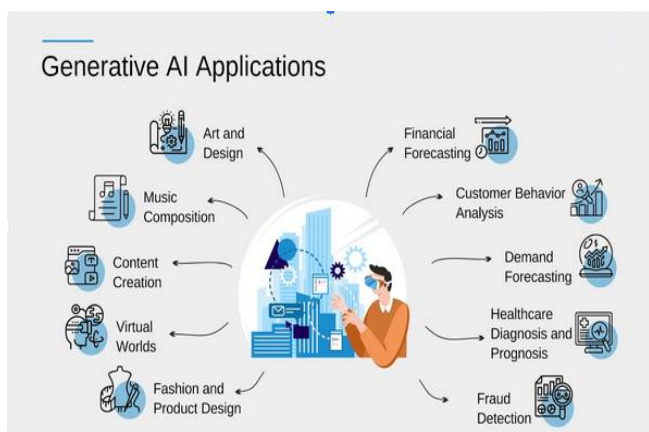 Generative AI Applications
Art and
Design
Music
Composition
Content
Creation
Virtual
Worlds
Fashion and
Product Design
Financial
Forecasting
Customer Behavior
Analysis
Demand
Forecasting
Healthcare
Diagnosis and
Prognosis
Fraud
Detection